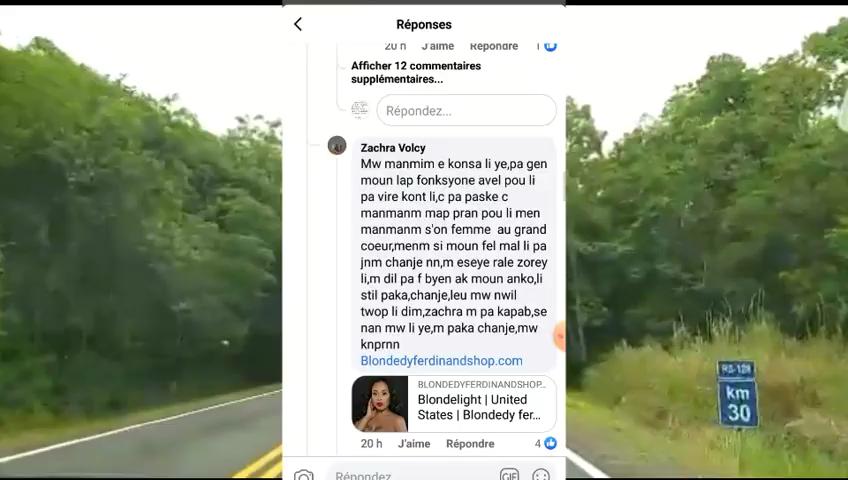 Réponses
20 h J'aime Répondre 1
Afficher 12 commentaires
supplémentaires...
Répondez...
Zachra Volcy
Mw manmim e konsa li ye,pa gen
moun lap fonksyone avel pou li
pa vire kont li,c pa paske c
manmanm map pran pou li men
manmanm s'on femme au grand
coeur,menm si moun fel mal li pa
jnm chanje nn,m eseye rale zorey
li,m dil pa f byen ak moun anko,li
stil paka,chanje,leu mw nwil
twop li dim,zachra m pa kapab,se
nan mw li ye,m paka chanje,mw
knprnn
Blondedyferdinandshop.com
BLONDEDYFERDINANDSHOP...
Blondelight | United
States | Blondedy fer...
20 h J'aime Répondre 4
Répondez
GIF
RS-128
km
30